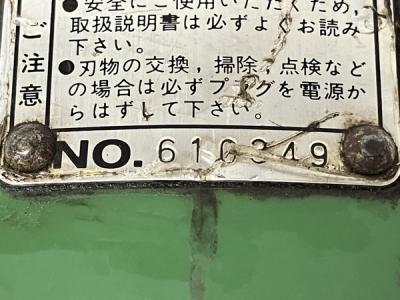 ご注意
●安全にご使用いただくため,
取扱説明書は必ずよくお読み
下さい。
●刃物の交換,掃除,点検など
の場合は必ずプラグを電源か
らはずして下さい。
NO. 610349